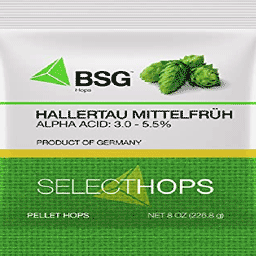 BSG™
Hops
HALLERTAU MITTELFRÜH
ALPHA ACID: 3.0 - 5.5%
PRODUCT OF GERMANY
SELECTHOPS
PELLET HOPS
NET 8 OZ (226.8 g)